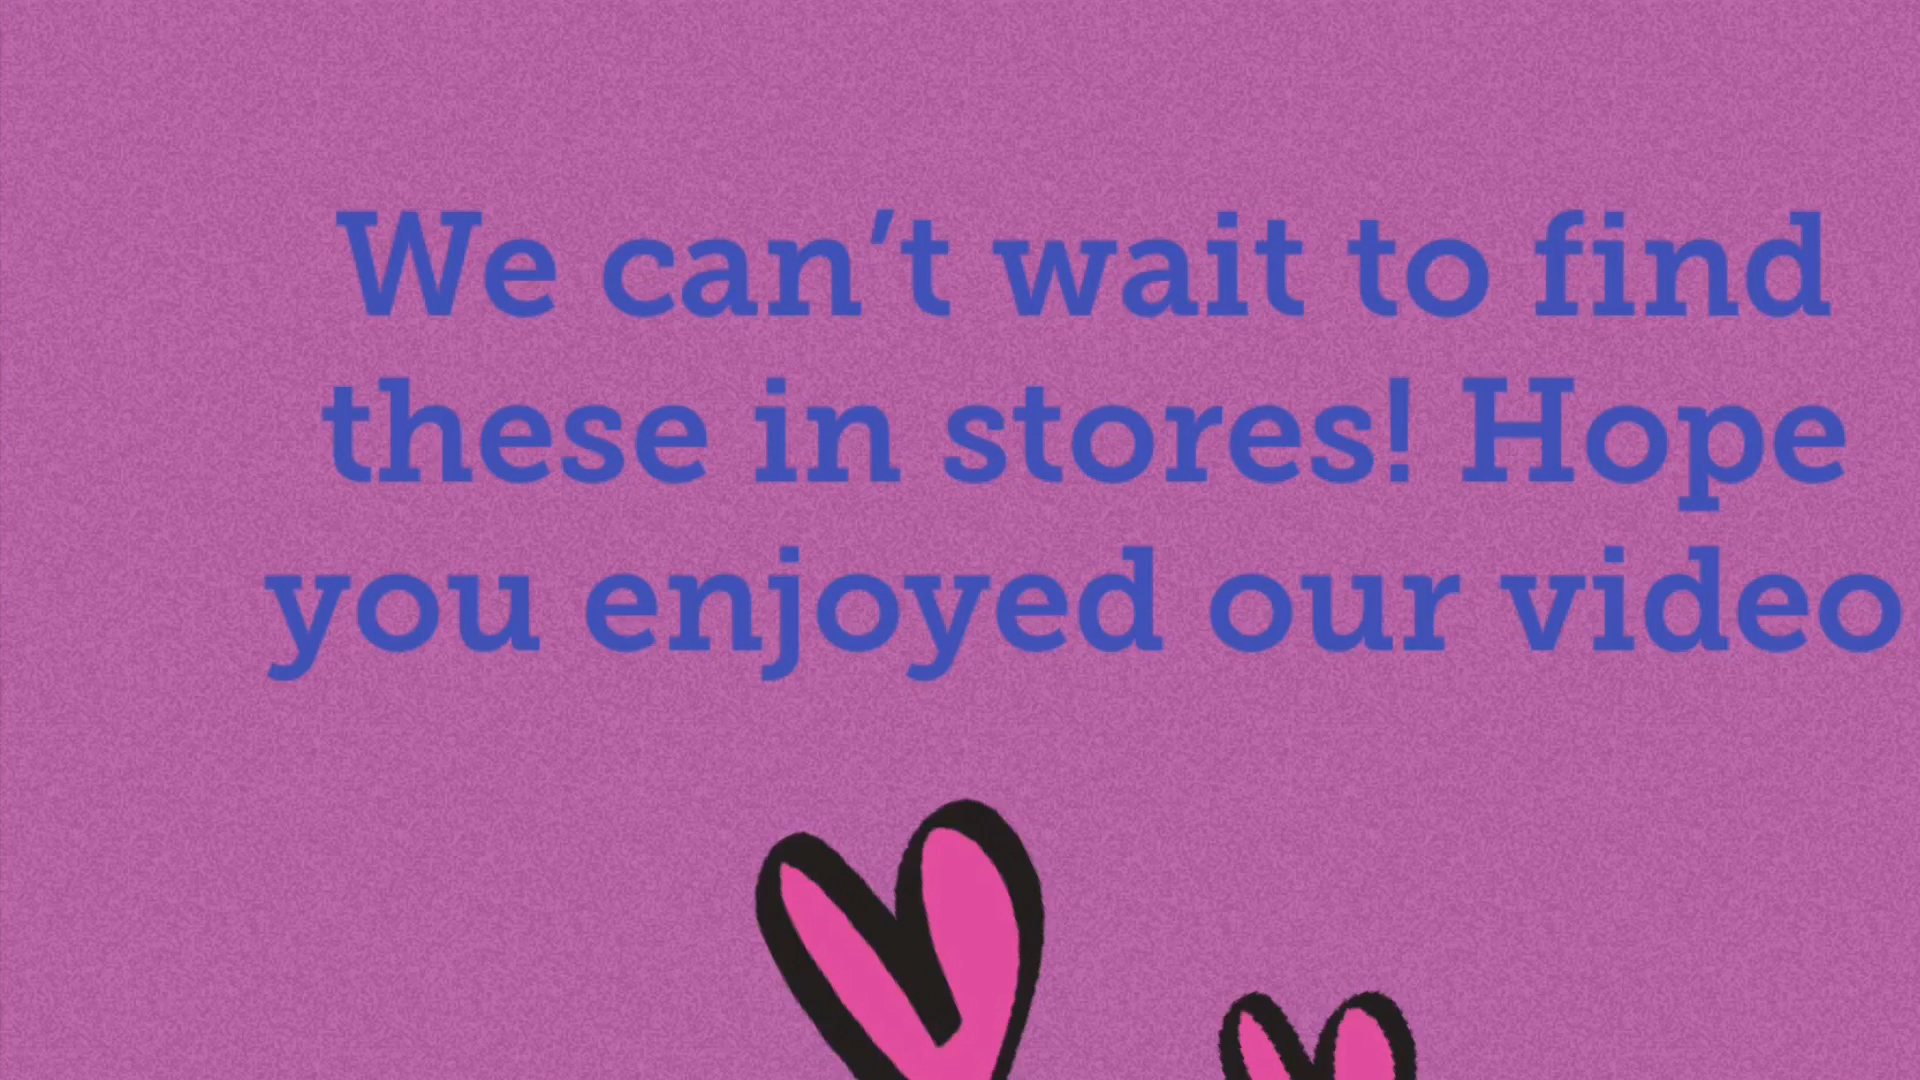 We can’t wait to find
these in stores! Hope
you enjoyed our video